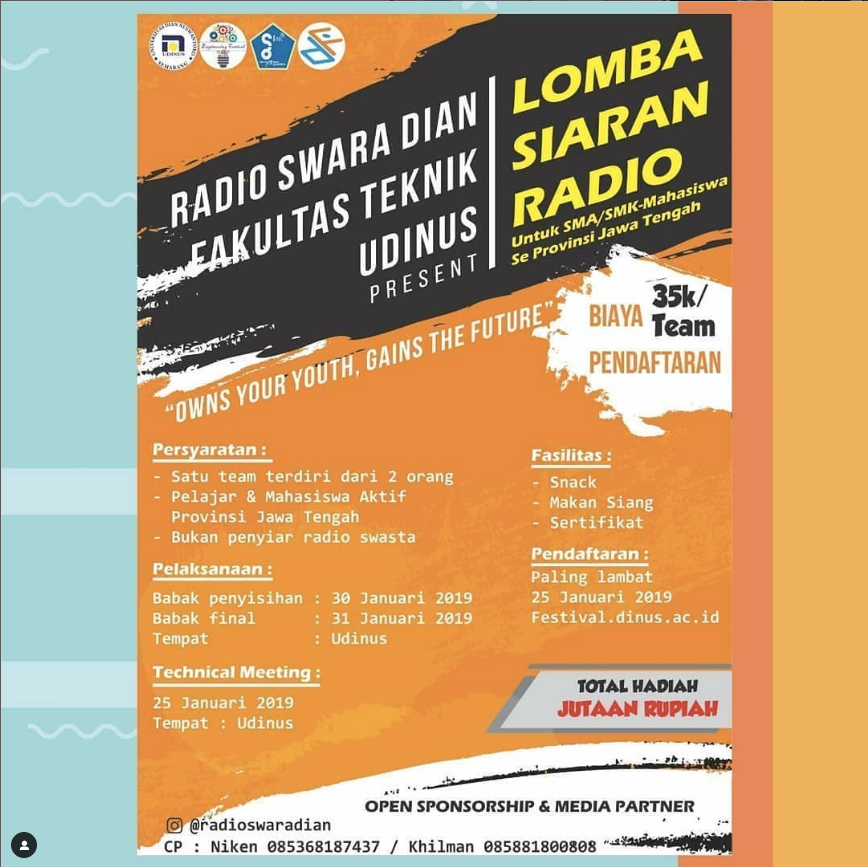 UDINUS
SEMARANG
Engineering Festival
RADIO SWARA DIAN
FAKULTAS TEKNIK
UDINUS
PRESENT
LOMBA
SIARAN
RADIO
Untuk SMA/SMK-Mahasiswa
Se Provinsi Jawa Tengah
"OWNS YOUR YOUTH, GAINS THE FUTURE"
BIAYA 35k/
Team
PENDAFTARAN
Persyaratan :
- Satu team terdiri dari 2 orang
- Pelajar & Mahasiswa Aktif
Provinsi Jawa Tengah
- Bukan penyiar radio swasta
Pelaksanaan :
Babak penyisihan : 30 Januari 2019
Babak final : 31 Januari 2019
Tempat : Udinus
Technical Meeting :
25 Januari 2019
Tempat : Udinus
Fasilitas :
- Snack
- Makan Siang
- Sertifikat
Pendaftaran :
Paling lambat
25 Januari 2019
Festival.dinus.ac.id
TOTAL HADIAH
JUTAAN RUPIAH
OPEN SPONSORSHIP & MEDIA PARTNER
@radioswaradian
CP : Niken 085368187437 / Khilman 085881800808